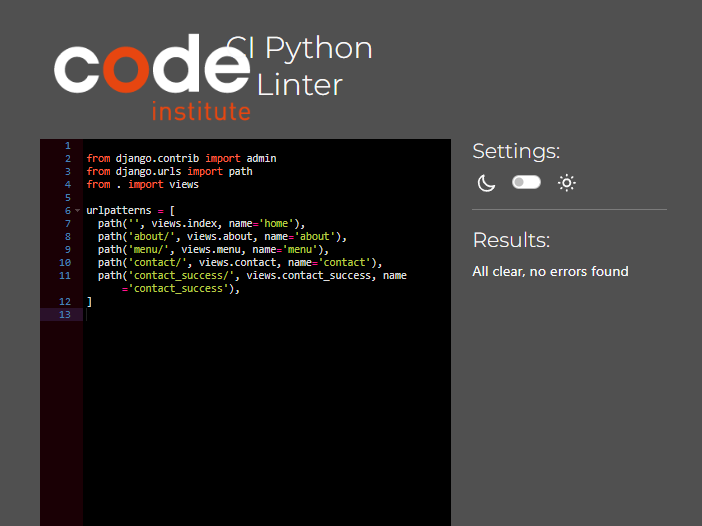 code
institute
CI Python
Linter
1
2 from django.contrib import admin
3 from django.urls import path
4 from . import views
5
6 urlpatterns = [
7 path('', views.index, name='home'),
8 path('about/', views.about, name='about'),
9 path('menu/', views.menu, name='menu'),
10 path('contact/', views.contact, name='contact'),
11 path('contact_success/', views.contact_success, name
='contact_success'),
12 ]
13
Settings:
Results:
All clear, no errors found